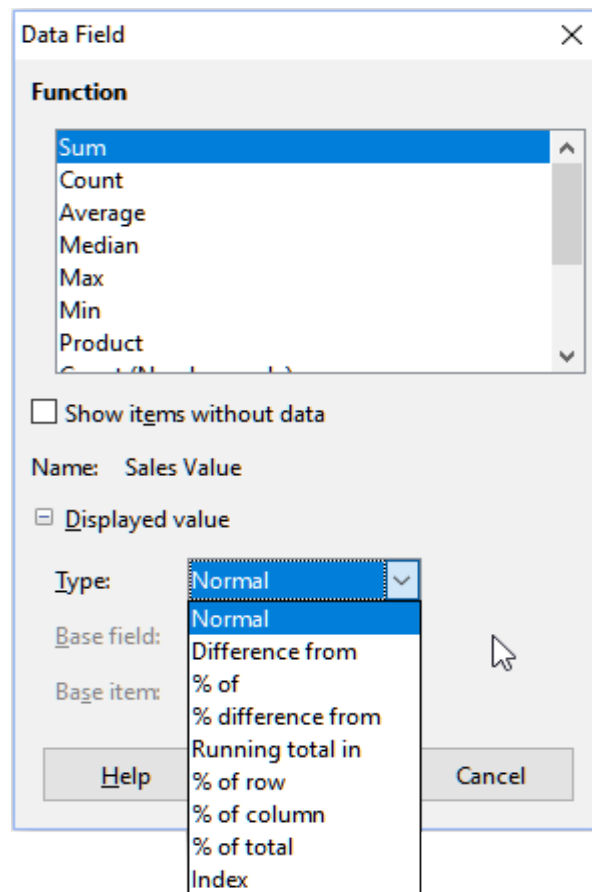 Data Field
Function
Sum
Count
Average
Median
Max
Min
Product
Show items without data
Name: Sales Value
Displayed value
Type: Normal
Normal
Base field:
Difference from
% of
Base item:
% difference from
Running total in
Help
% of row
Cancel
% of column
% of total
Index